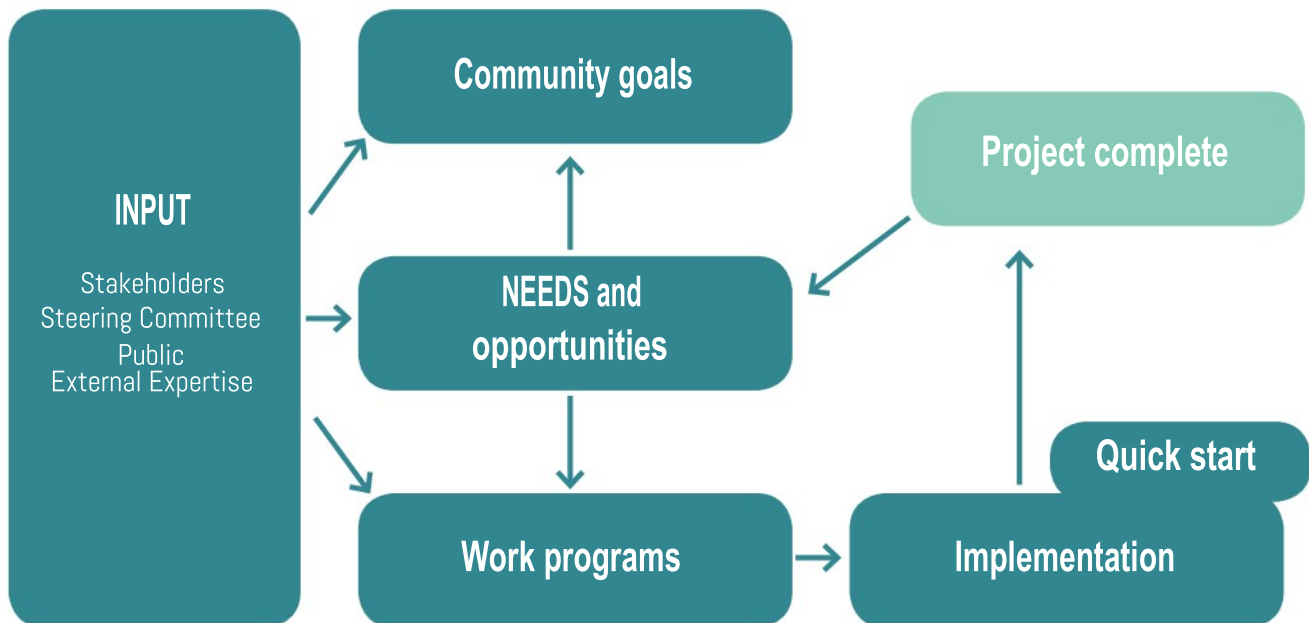 INPUT
Stakeholders
Steering Committee
Public
External Expertise
Community goals
NEEDS and
opportunities
Work programs
Project complete
Quick start
Implementation